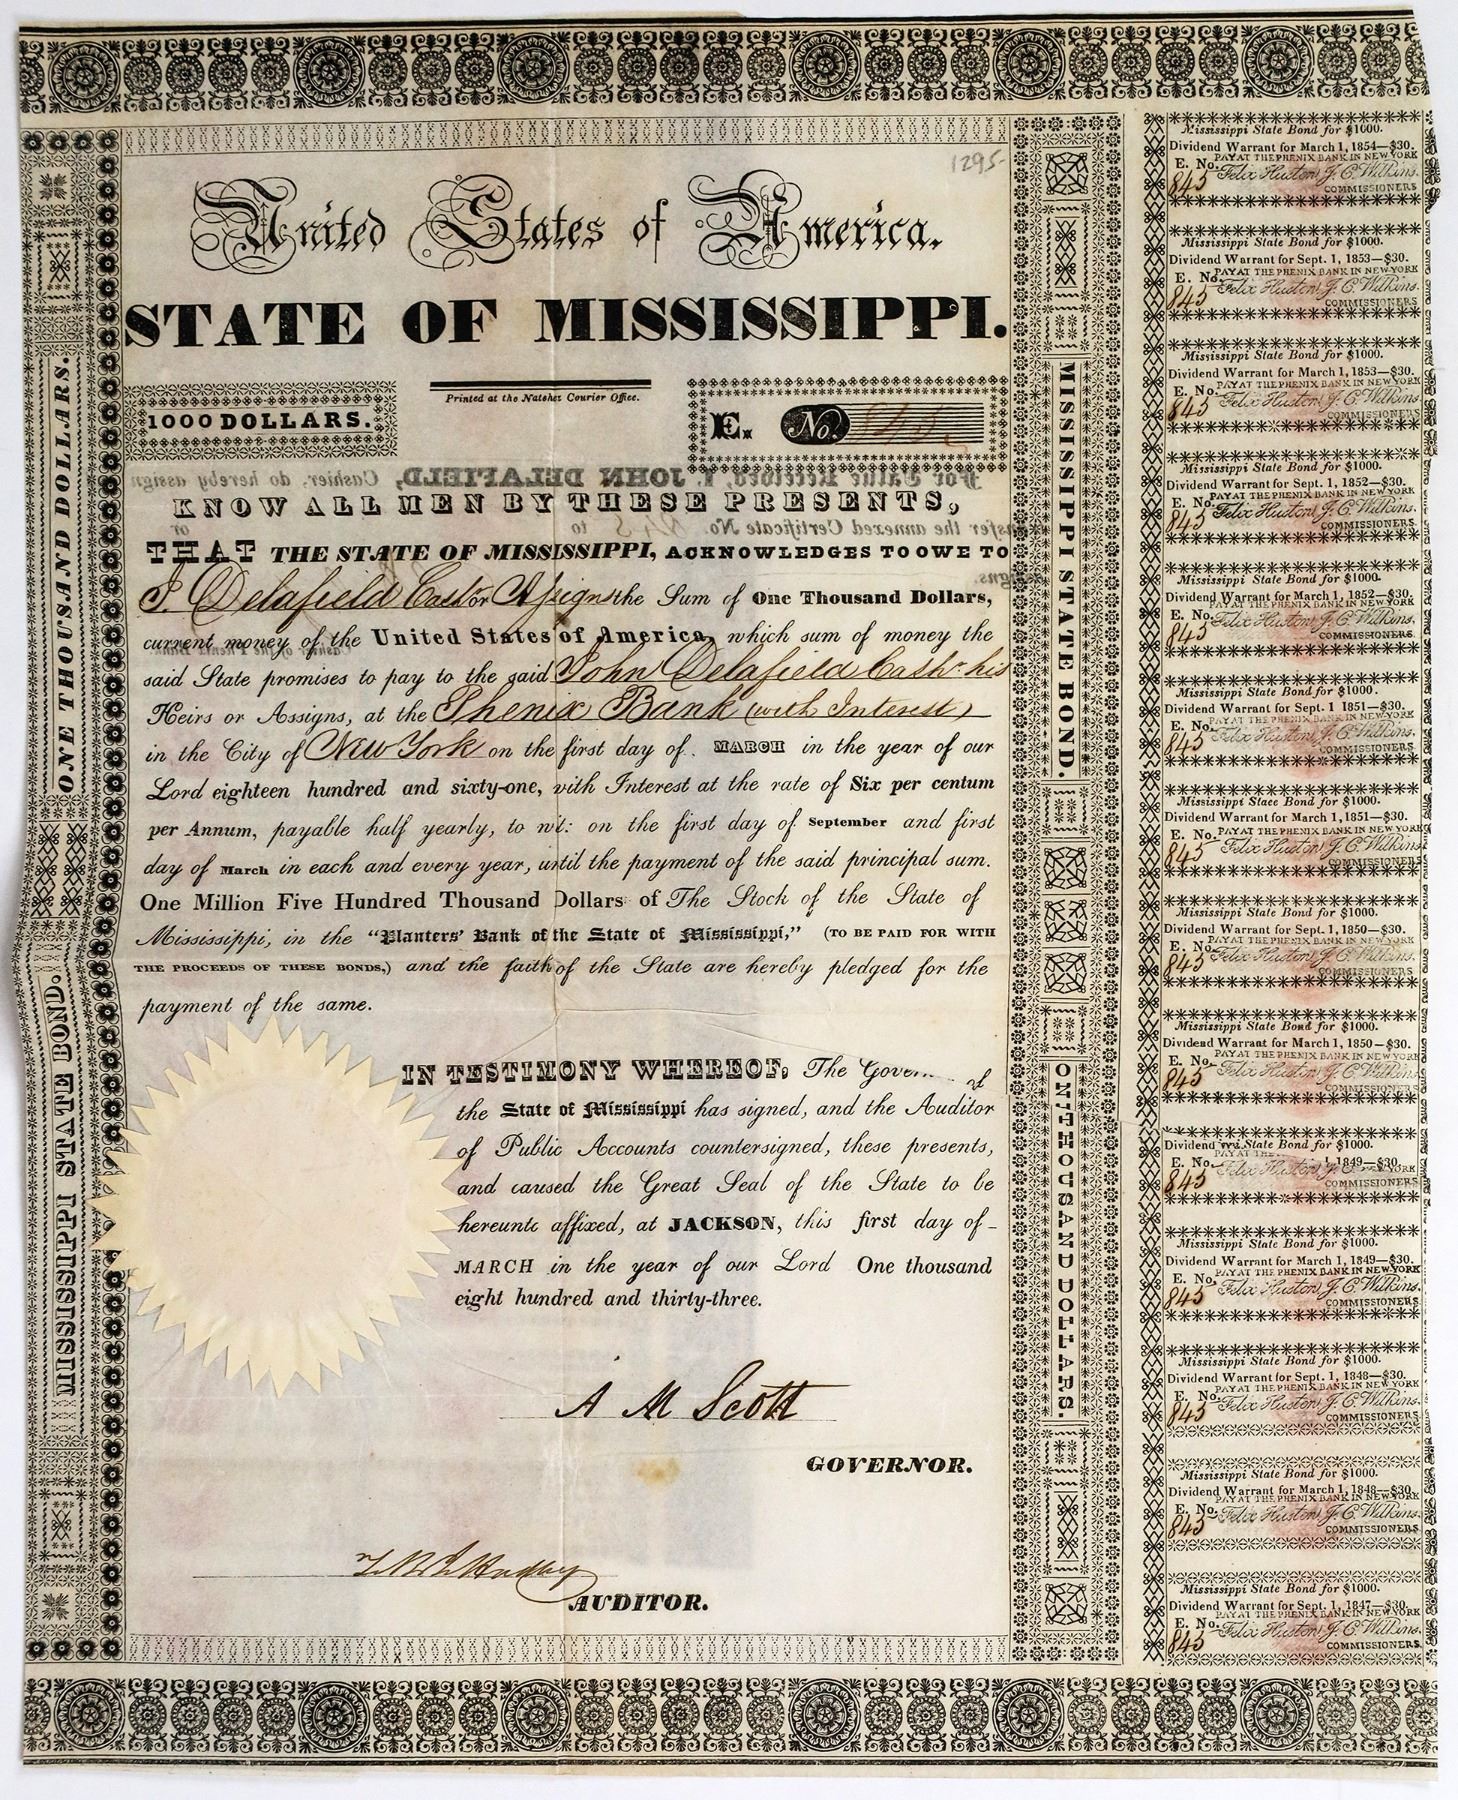 1295-
United States of America.
STATE OF MISSISSIPPI.
1000 DOLLARS.
Printed at the Natchez Courier Office.
E. No. 845
KNOW ALL MEN BY THESE PRESENTS,
THAT THE STATE OF MISSISSIPPI, ACKNOWLEDGES TO OWE TO
J. Delafield Cash or Assigns the Sum of One Thousand Dollars,
current money of the United States of America, which sum of money the
said State promises to pay to the said John Delafield Cashr. his
Heirs or Assigns, at the Phenix Bank (with Interest)
in the City of New York on the first day of MARCH in the year of our
Lord eighteen hundred and sixty-one, with Interest at the rate of Six per centum
per Annum, payable half yearly, to wit: on the first day of September and first
day of March in each and every year, until the payment of the said principal sum.
One Million Five Hundred Thousand Dollars of The Stock of the State of
Mississippi, in the "Planters' Bank of the State of Mississippi," (TO BE PAID FOR WITH
THE PROCEEDS OF THESE BONDS,) and the faith of the State are hereby pledged for the
payment of the same.
IN TESTIMONY WHEREOF, The Gover of
the State of Mississippi has signed, and the Auditor
of Public Accounts countersigned, these presents,
and caused the Great Seal of the State to be
hereunto affixed, at JACKSON, this first day of
MARCH in the year of our Lord One thousand
eight hundred and thirty-three.
A M Scott
GOVERNOR.
AUDITOR.
MISSISSIPPI STATE BOND. ONE THOUSAND DOLLARS.
MISSISSIPPI STATE BOND. ONE THOUSAND DOLLARS.
For Value Received, I, JOHN DELAFIELD, Cashier, do hereby assign
nsfer the annexed Certificate No. 845 to or
Mississippi State Bond for $1000.
Dividend Warrant for March 1, 1854—$30.
PAY AT THE PHENIX BANK IN NEW YORK
E. No. 845 Felix Huston, J. C. Wilkins.
COMMISSIONERS
Mississippi State Bond for $1000.
Dividend Warrant for Sept. 1, 1853—$30.
PAY AT THE PHENIX BANK IN NEW YORK
E. No. 845 Felix Huston, J. C. Wilkins.
COMMISSIONERS
Mississippi State Bond for $1000.
Dividend Warrant for March 1, 1853—$30.
PAY AT THE PHENIX BANK IN NEW YORK
E. No. 845 Felix Huston, J. C. Wilkins.
COMMISSIONERS
Mississippi State Bond for $1000.
Dividend Warrant for Sept. 1, 1852—$30.
PAY AT THE PHENIX BANK IN NEW YORK
E. No. 845 Felix Huston, J. C. Wilkins.
COMMISSIONERS
Mississippi State Bond for $1000.
Dividend Warrant for March 1, 1852—$30.
PAY AT THE PHENIX BANK IN NEW YORK
E. No. 845 Felix Huston, J. C. Wilkins.
COMMISSIONERS.
Mississippi State Bond for $1000.
Dividend Warrant for Sept. 1 1851—$30.
PAY AT THE PHENIX BANK IN NEW YORK
E. No. 845 Felix Huston, J. C. Wilkins.
COMMISSIONERS
Mississippi Stace Bond for $1000.
Dividend Warrant for March 1, 1851—$30.
PAY AT THE PHENIX BANK IN NEW YORK
E. No. 845 Felix Huston, J. C. Wilkins
COMMISSIONERS
Mississippi State Bond for $1000.
Dividend Warrant for Sept. 1, 1850—$30.
PAY AT THE PHENIX BANK IN NEW YORK
E. No. 845 Felix Huston, J. C. Wilkins.
COMMISSIONERS
Mississippi State Bond for $1000.
Dividend Warrant for March 1, 1850—$30.
PAY AT THE PHENIX BANK IN NEW YORK
E. No. 845 Felix Huston, J. C. Wilkins.
COMMISSIONERS
Dividend State Bond for $1000.
PAY AT THE 1 1849—$30
E. No. 845 Felix Huston, J. C. YORK
COMMISSIONERS.
Mississippi State Bond for $1000.
Dividend Warrant for March 1, 1849—$30.
PAY AT THE PHENIX BANK IN NEW YORK
E. No. 845 Felix Huston, J. C. Wilkins.
COMMISSIONERS.
Mississippi State Bond for $1000.
Dividend Warrant for Sept. 1, 1848—$30.
PAY AT THE PHENIX BANK IN NEW YORK
E. No. 845 Felix Huston, J. C. Wilkins.
COMMISSIONERS
Mississippi State Bond for $1000.
Dividend Warrant for March 1, 1848—$30.
PAY AT THE PHENIX BANK IN NEW YORK
E. No. 845 Felix Huston, J. C. Wilkins.
COMMISSIONERS
Mississippi State Bond for $1000.
Dividend Warrant for Sept. 1, 1847—$30.
PAY AT THE PHENIX BANK IN NEW YORK
E. No. 845 Felix Huston, J. C. Wilkins.
COMMISSIONERS.